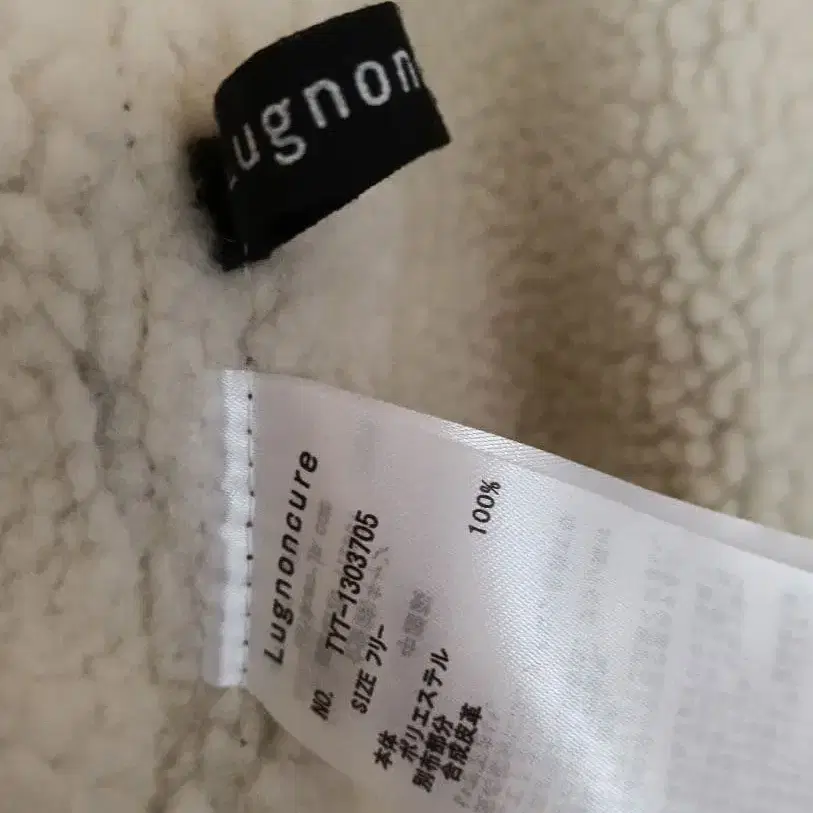 Lugnon
Lugnoncure
NO. TYT-1303705
SIZE フリー
本体
ポリエステル 100%
別布部分
合成皮革